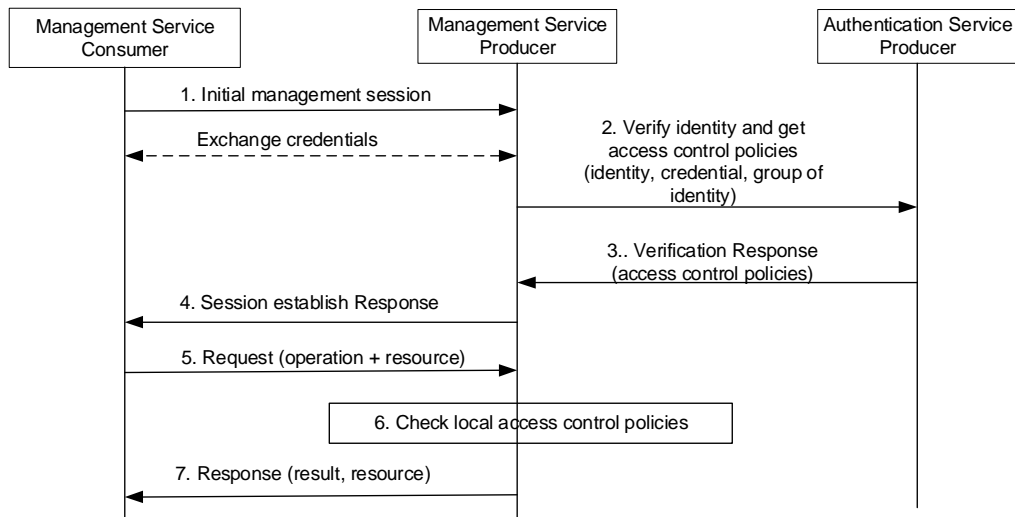 Management Service
Consumer
Management Service
Producer
Authentication Service
Producer
1. Initial management session
Exchange credentials
2. Verify identity and get
access control policies
(identity, credential, group of
identity)
3.. Verification Response
(access control policies)
4. Session establish Response
5. Request (operation + resource)
6. Check local access control policies
7. Response (result, resource)